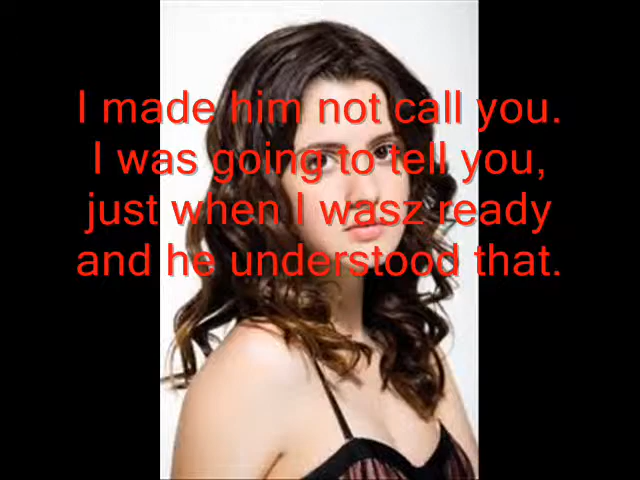 I made him not call you.
I was going to tell you,
just when I wasz ready
and he understood that.